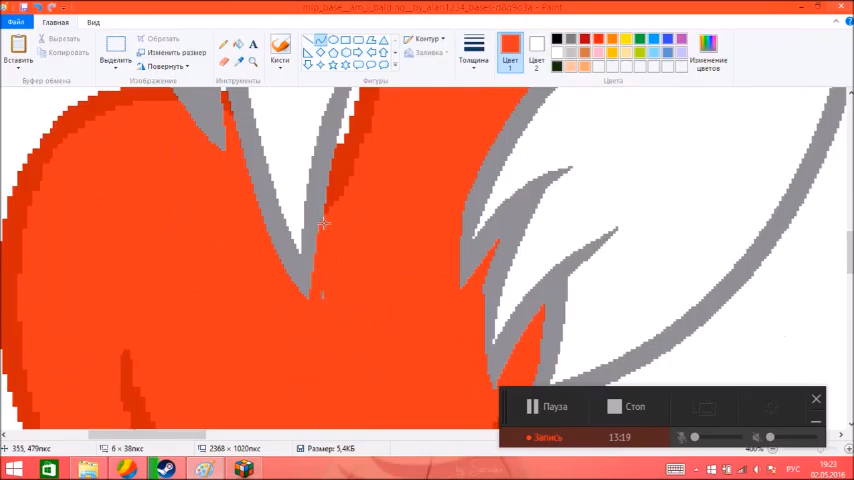 mlp_base__am_i_balding__by_alari1234_bases-d8q9o3a - Paint
Файл
Главная
Вид
Вставить
Вырезать
Копировать
Буфер обмена
Выделить
Изменить размер
Повернуть
Изображение
Инструменты
Кисти
Контур
Заливка
Фигуры
Толщина
Цвет 1
Цвет 2
Изменение цветов
Цвета
Пауза
Стоп
Запись
13:19
355, 479пкс
6 × 38пкс
2368 × 1020пкс
Размер: 5,4КБ
400%
РУС
19:23
02.05.2016